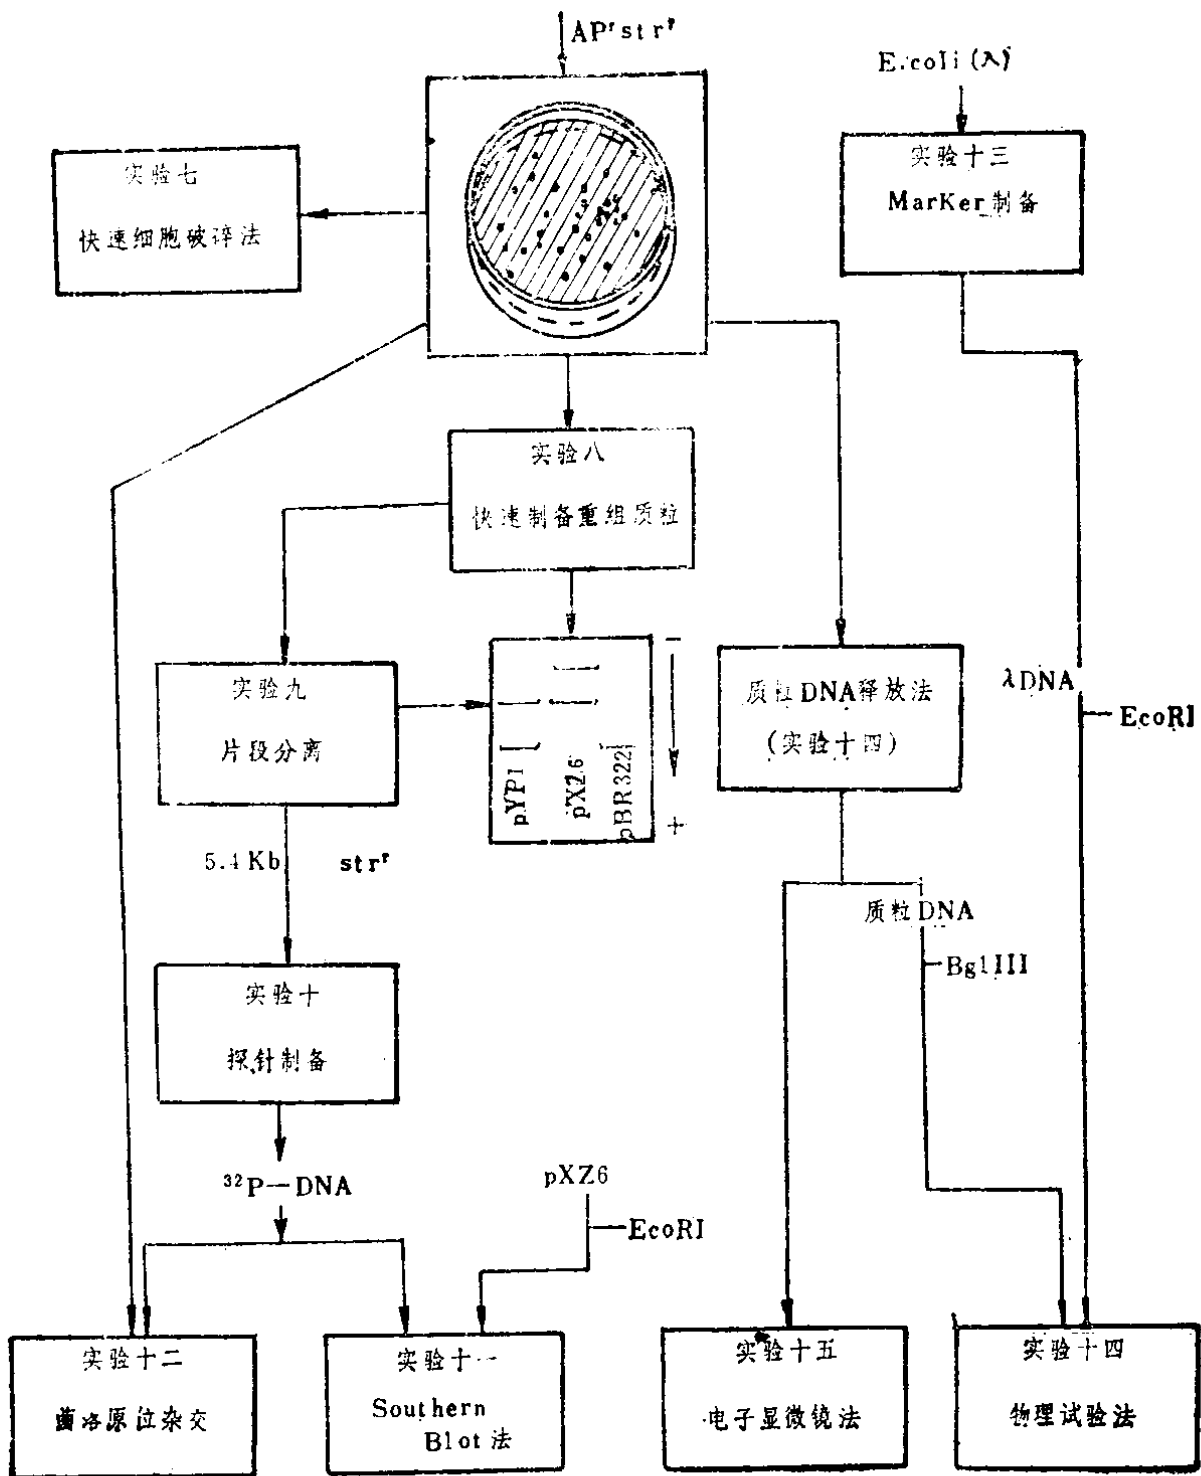 APʳstrʳ
E.coli(λ)
实验十三
MarKer制备
实验七
快速细胞破碎法
实验八
快速制备重组质粒
实验九
片段分离
pYP1
pXZ6
pBR322
−
+
质粒DNA释放法
(实验十四)
λDNA
EcoRI
5.4Kb strʳ
质粒DNA
BglIII
实验十
探针制备
³²P—DNA
pXZ6
EcoRI
实验十二
菌洛原位杂交
实验十一
Southern
Blot法
实验十五
电子显微镜法
实验十四
物理试验法